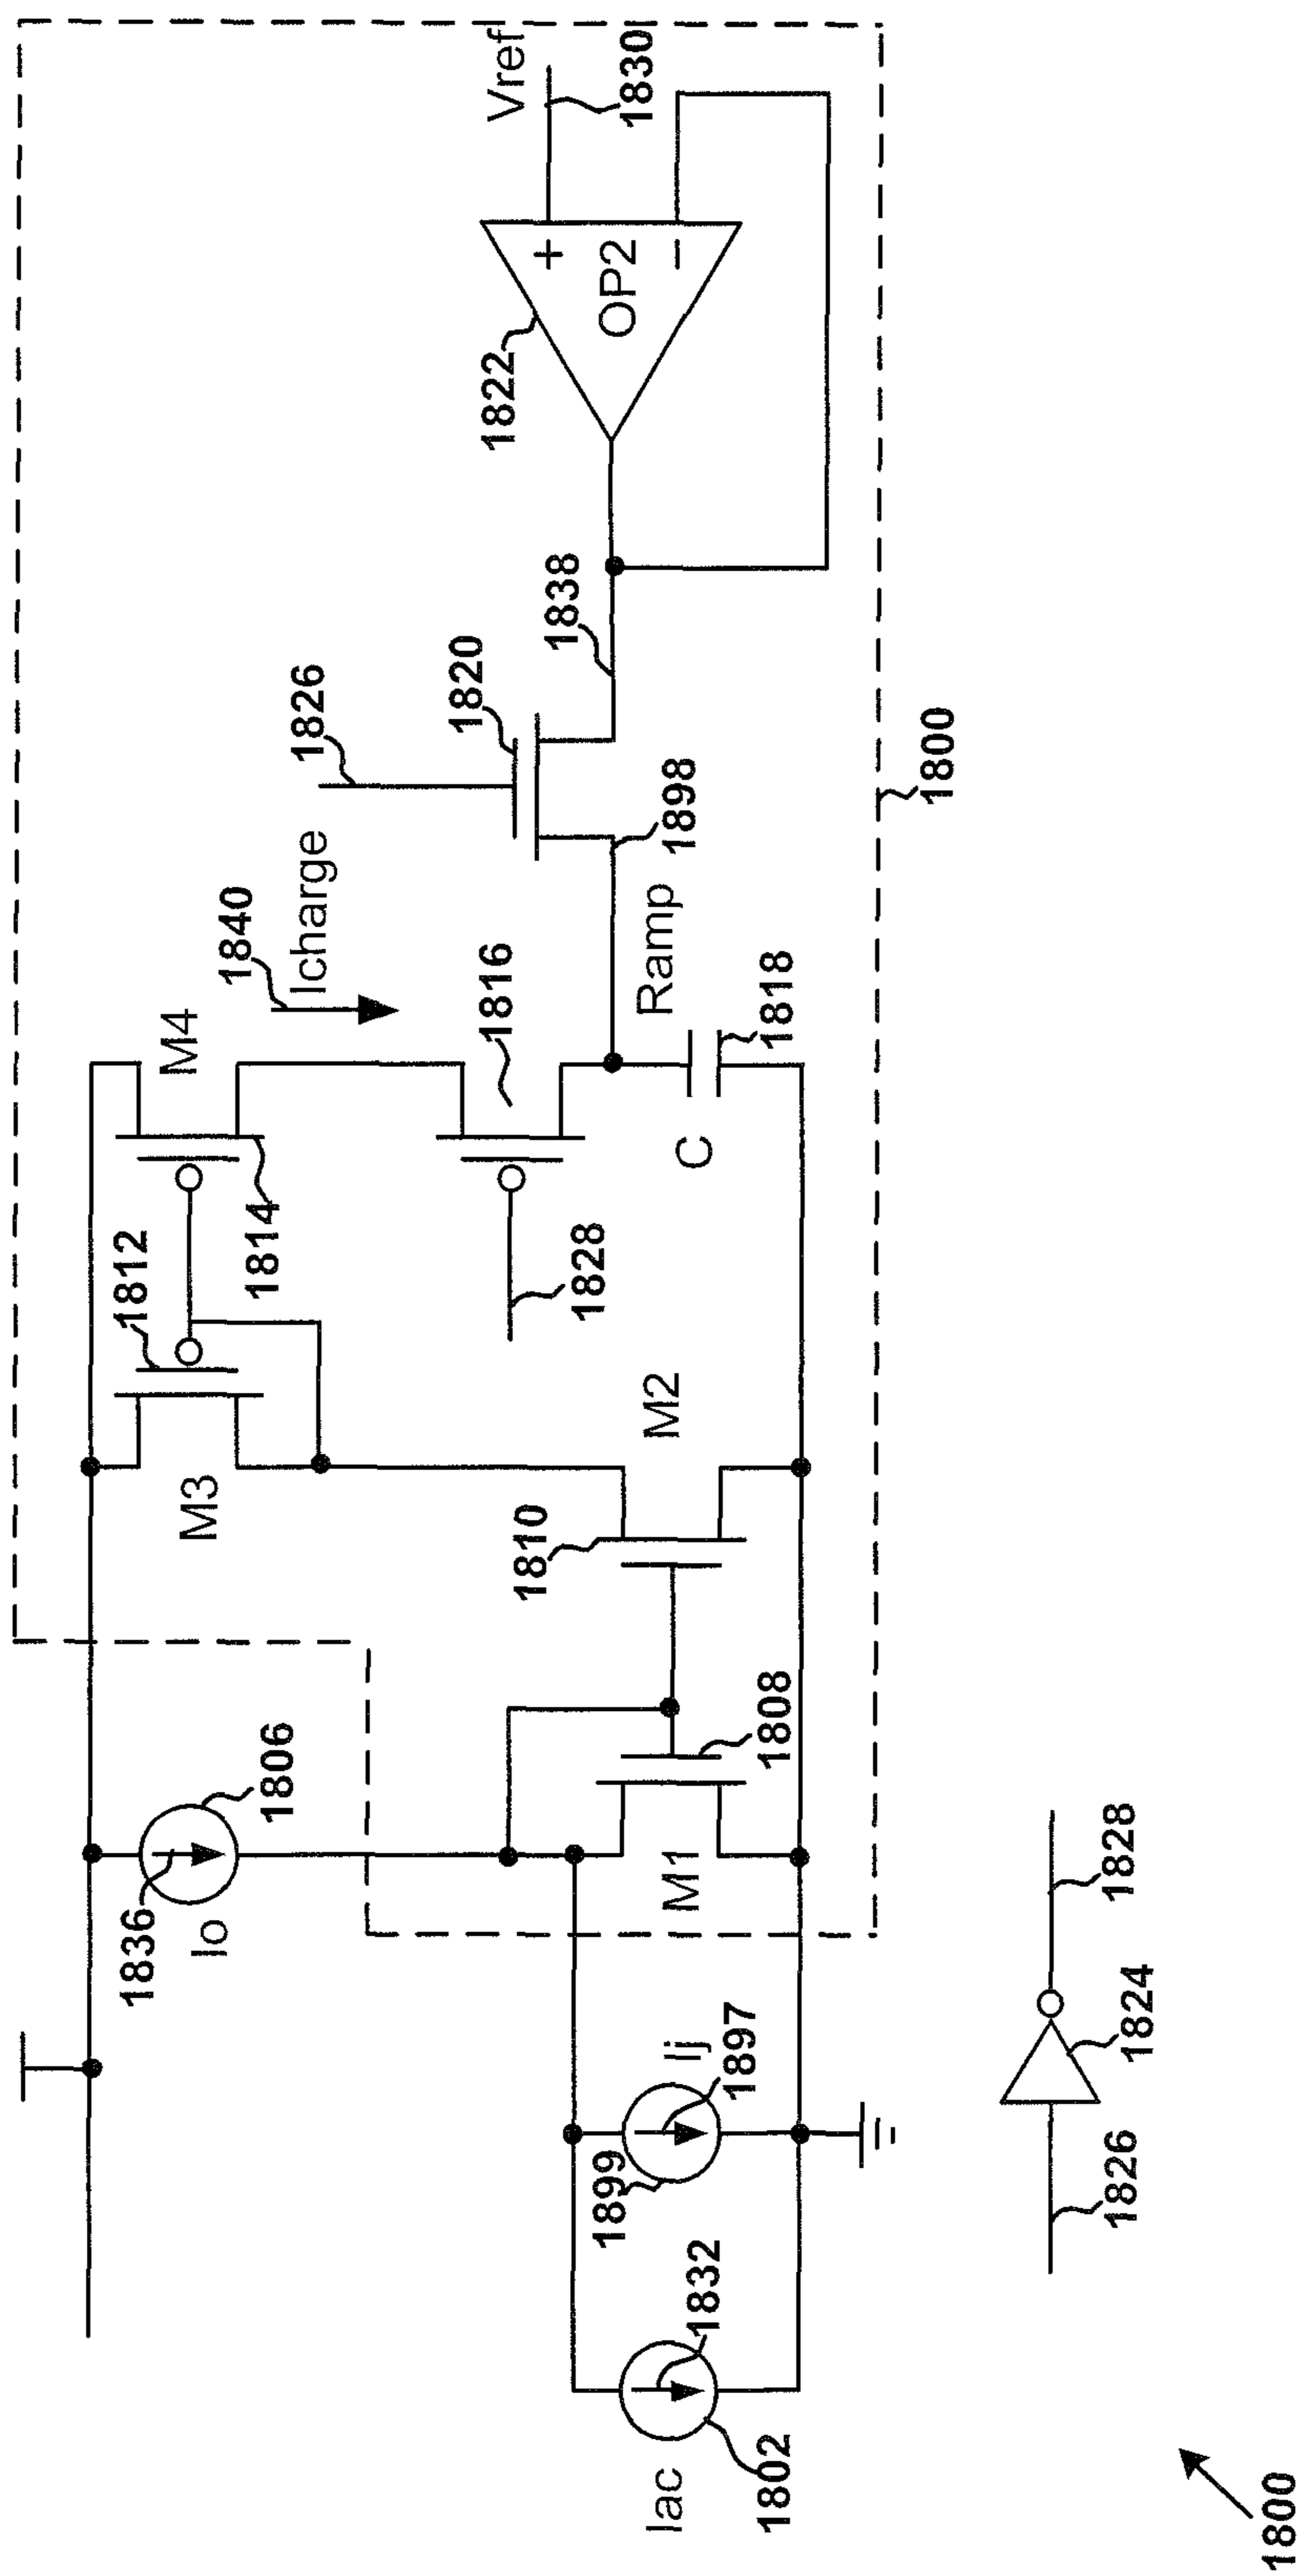 1800
Iac
1802
1832
1899
1897
Ij
1836
Io
1806
M1
1808
1810
M2
M3
1812
1814
M4
1828
1816
1840
Icharge
C
1818
Ramp
1898
1826
1820
1838
1822
OP2
+
−
Vref
1830
1800
1826
1824
1828